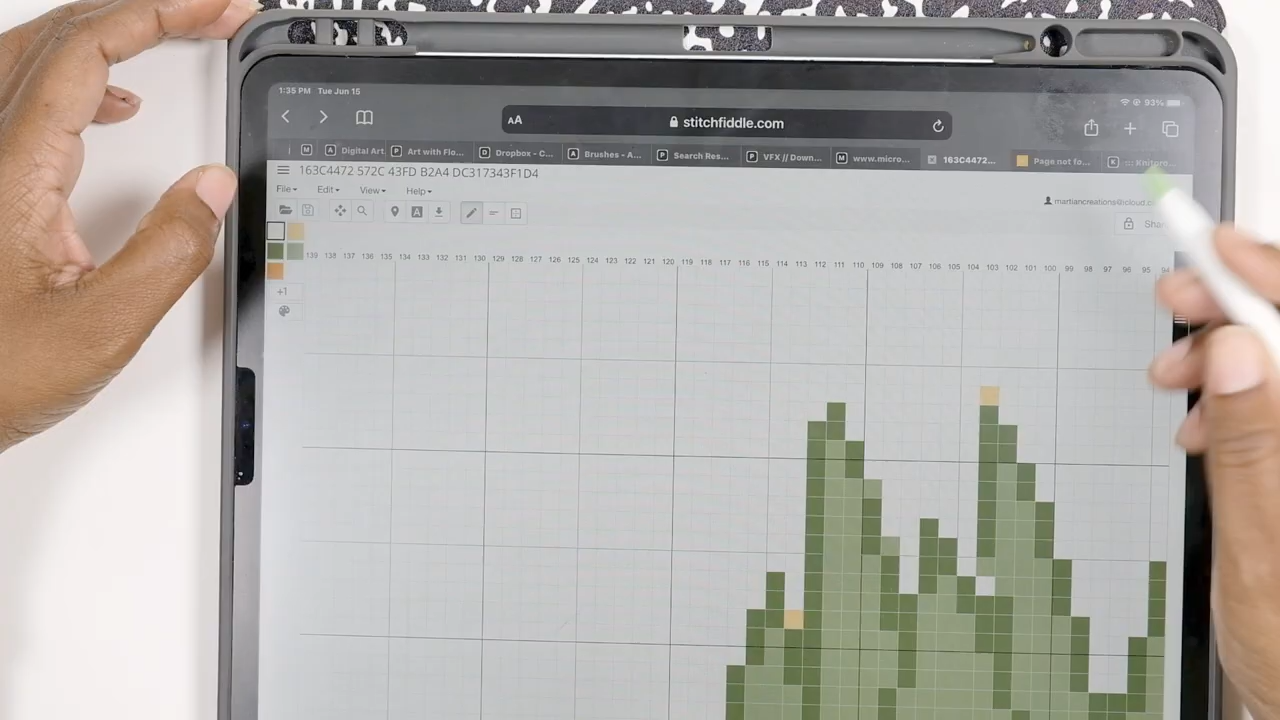 1:35 PM Tue Jun 15
93%
AA stitchfiddle.com
M A Digital Art P Art with Flo... D Dropbox - C... A Brushes - A... P Search Res... P VFX // Down... M www.micro... 163C4472... Page not fo... K ::: Knitpro...
163C4472 572C 43FD B2A4 DC317343F1D4
File Edit View Help
martiancreations@icloud.c
Shar
A
139 138 137 136 135 134 133 132 131 130 129 128 127 126 125 124 123 122 121 120 119 118 117 116 115 114 113 112 111 110 109 108 107 106 105 104 103 102 101 100 99 98 97 96 95 94
+1